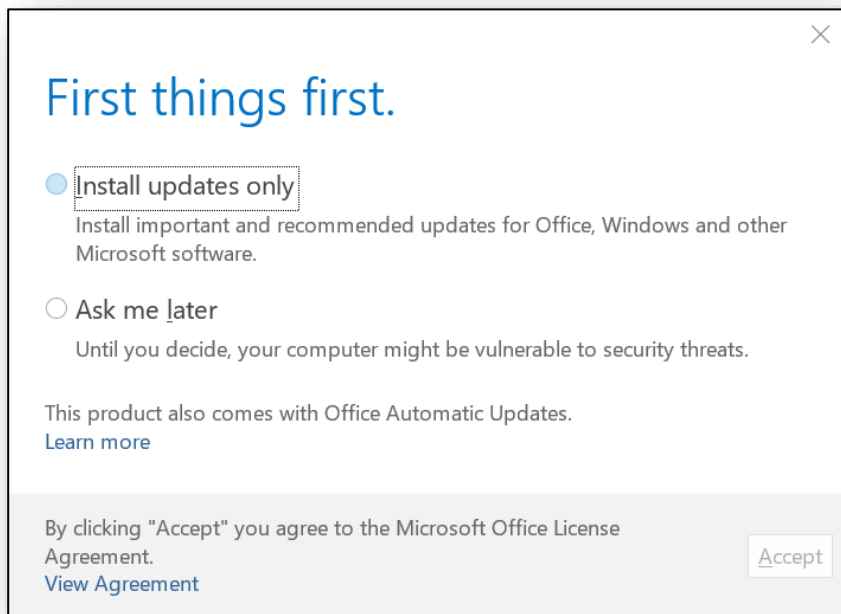 First things first.
Install updates only
Install important and recommended updates for Office, Windows and other
Microsoft software.
Ask me later
Until you decide, your computer might be vulnerable to security threats.
This product also comes with Office Automatic Updates.
Learn more
By clicking "Accept" you agree to the Microsoft Office License
Agreement.
View Agreement
Accept